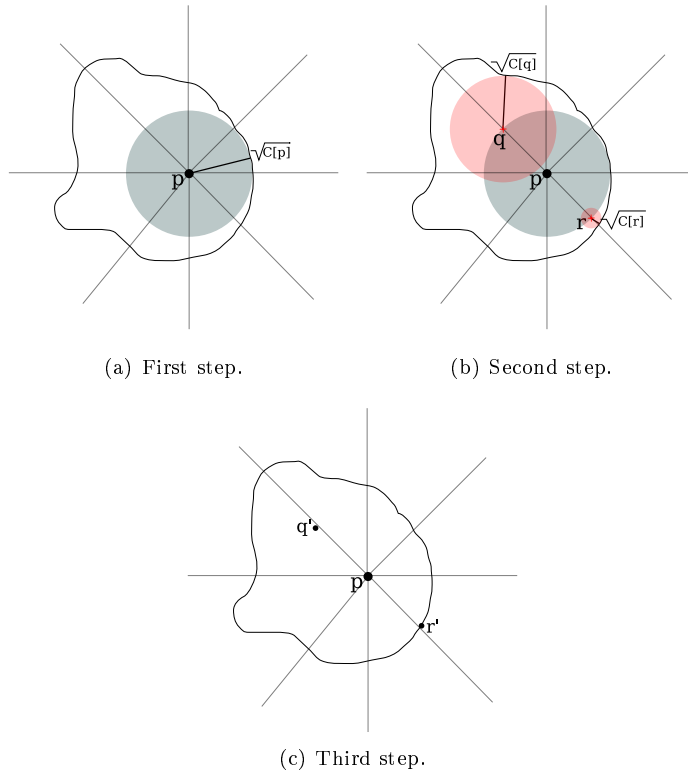 √C[p]
p
(a) First step.
√C[q]
q
p
r
√C[r]
(b) Second step.
q'
p
r'
(c) Third step.